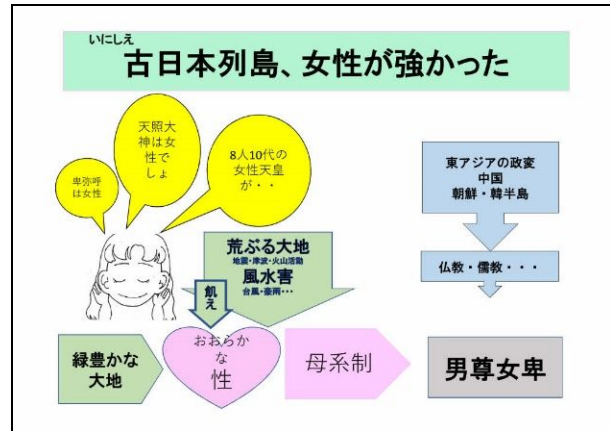 いにしえ
古日本列島、女性が強かった
天照大
神は女
性で
しょ
卑弥呼
は女性
8人10代の
女性天皇
が・・
東アジアの政変
中国
朝鮮・韓半島
荒ぶる大地
地震・津波・火山活動
風水害
台風・豪雨・・・
飢え
仏教・儒教・・・
緑豊かな
大地
おおらか
な
性
母系制
男尊女卑